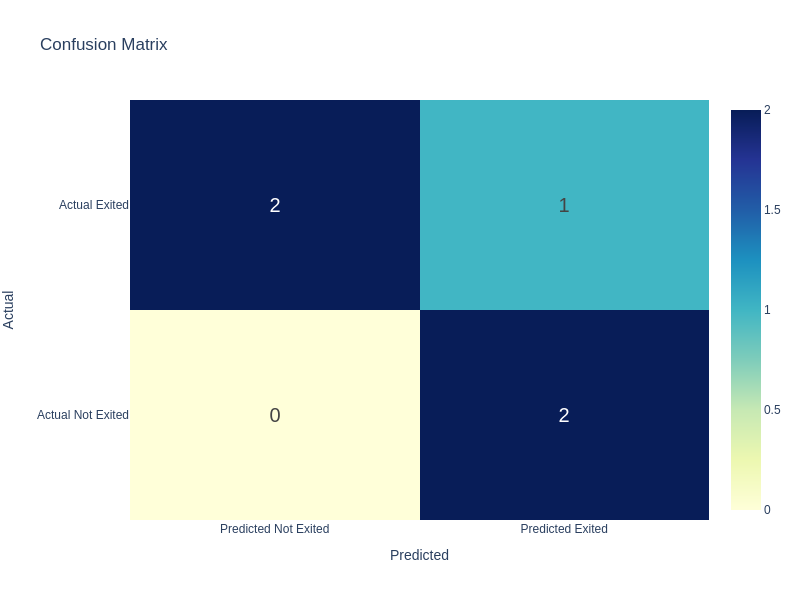 Confusion Matrix
Actual
Actual Exited
2
1
Actual Not Exited
0
2
Predicted Not Exited
Predicted Exited
Predicted
2
1.5
1
0.5
0